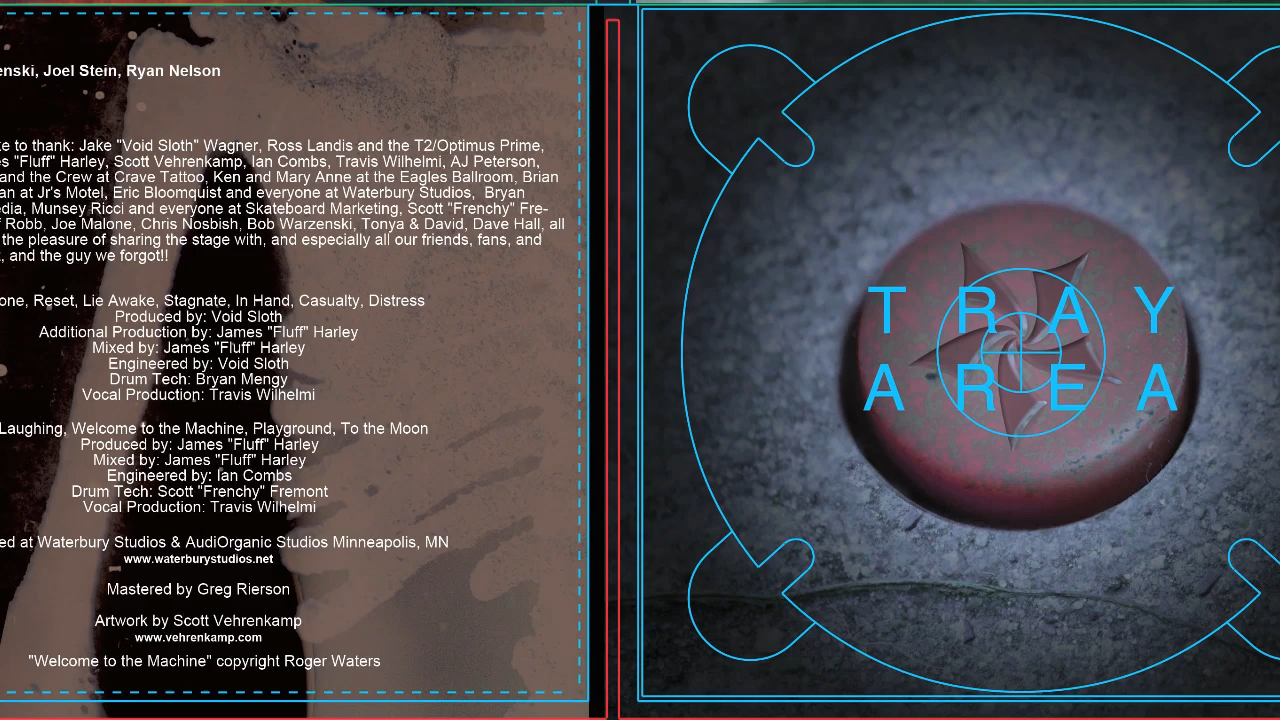 enski, Joel Stein, Ryan Nelson
ke to thank: Jake "Void Sloth" Wagner, Ross Landis and the T2/Optimus Prime,
es "Fluff" Harley, Scott Vehrenkamp, Ian Combs, Travis Wilhelmi, AJ Peterson,
and the Crew at Crave Tattoo, Ken and Mary Anne at the Eagles Ballroom, Brian
an at Jr's Motel, Eric Bloomquist and everyone at Waterbury Studios, Bryan
edia, Munsey Ricci and everyone at Skateboard Marketing, Scott "Frenchy" Fre-
f Robb, Joe Malone, Chris Nosbish, Bob Warzenski, Tonya & David, Dave Hall, all
the pleasure of sharing the stage with, and especially all our friends, fans, and
, and the guy we forgot!!
one, Reset, Lie Awake, Stagnate, In Hand, Casualty, Distress
Produced by: Void Sloth
Additional Production by: James "Fluff" Harley
Mixed by: James "Fluff" Harley
Engineered by: Void Sloth
Drum Tech: Bryan Mengy
Vocal Production: Travis Wilhelmi
Laughing, Welcome to the Machine, Playground, To the Moon
Produced by: James "Fluff" Harley
Mixed by: James "Fluff" Harley
Engineered by: Ian Combs
Drum Tech: Scott "Frenchy" Fremont
Vocal Production: Travis Wilhelmi
ed at Waterbury Studios & AudiOrganic Studios Minneapolis, MN
www.waterburystudios.net
Mastered by Greg Rierson
Artwork by Scott Vehrenkamp
www.vehrenkamp.com
"Welcome to the Machine" copyright Roger Waters
TRAY
AREA